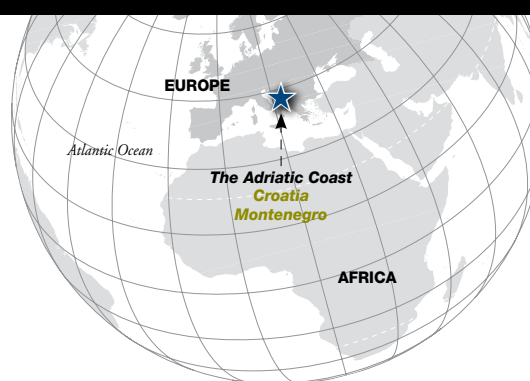 EUROPE
Atlantic Ocean
The Adriatic Coast
Croatia
Montenegro
AFRICA